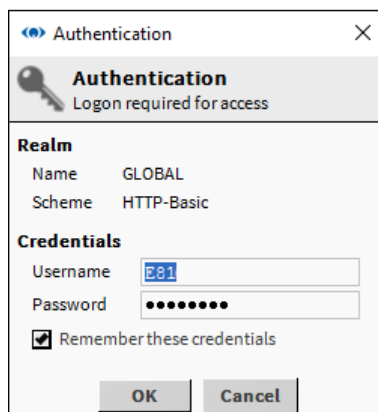 Authentication
Authentication
Logon required for access
Realm
Name GLOBAL
Scheme HTTP-Basic
Credentials
Username E81
Password ••••••••
Remember these credentials
OK Cancel